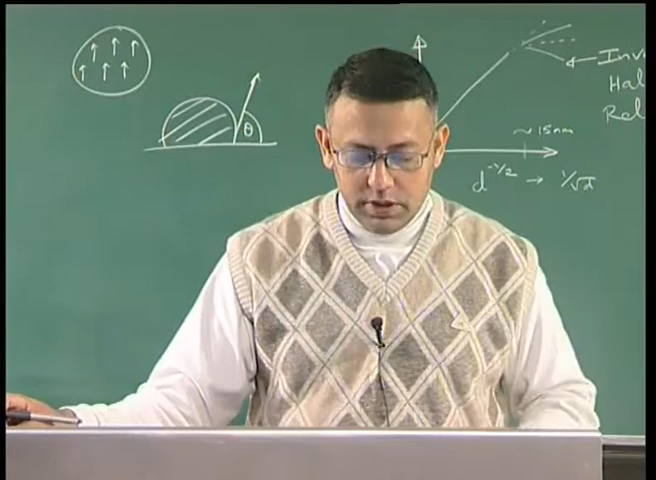 θ
Inv
Hal
Rel
~ 15nm
d^-1/2 → 1/√d